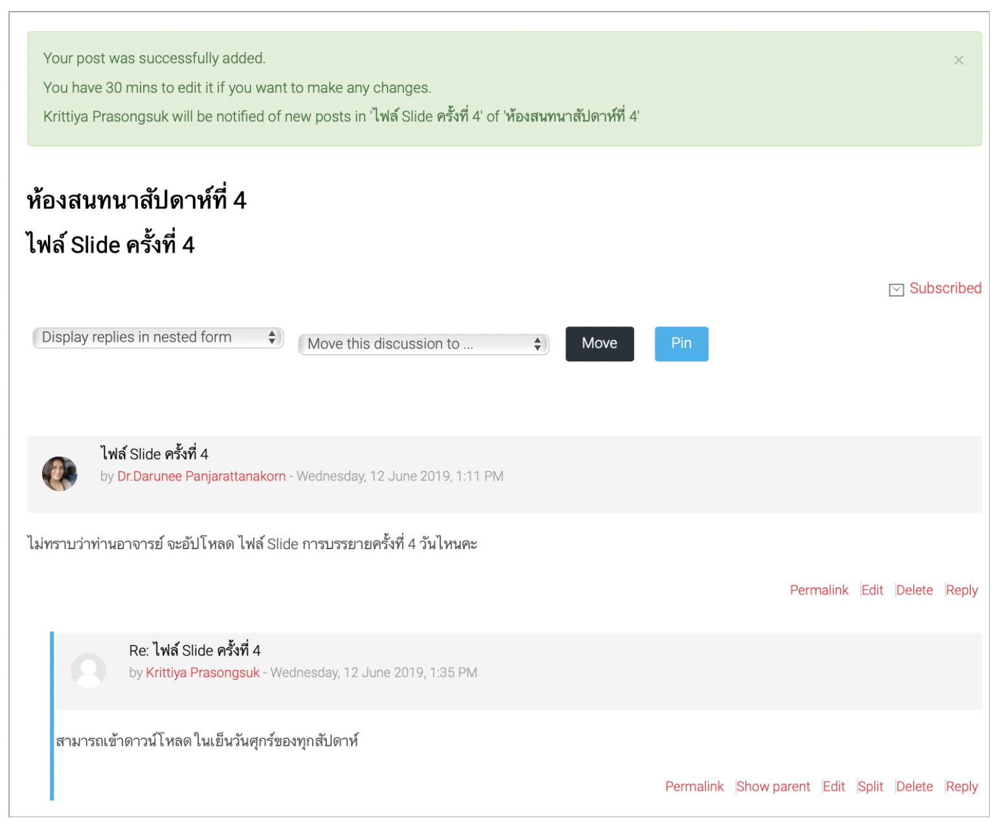 Your post was successfully added.
×
You have 30 mins to edit it if you want to make any changes.
Krittiya Prasongsuk will be notified of new posts in 'ไฟล์ Slide ครั้งที่ 4' of 'ห้องสนทนาสัปดาห์ที่ 4'
ห้องสนทนาสัปดาห์ที่ 4
ไฟล์ Slide ครั้งที่ 4
Subscribed
Display replies in nested form
Move this discussion to ...
Move
Pin
ไฟล์ Slide ครั้งที่ 4
by Dr.Darunee Panjarattanakorn - Wednesday, 12 June 2019, 1:11 PM
ไม่ทราบว่าท่านอาจารย์ จะอัปโหลด ไฟล์ Slide การบรรยายครั้งที่ 4 วันไหนคะ
Permalink | Edit | Delete | Reply
Re: ไฟล์ Slide ครั้งที่ 4
by Krittiya Prasongsuk - Wednesday, 12 June 2019, 1:35 PM
สามารถเข้าดาวน์โหลด ในเย็นวันศุกร์ของทุกสัปดาห์
Permalink | Show parent | Edit | Split | Delete | Reply